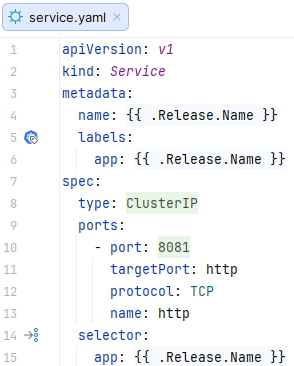 service.yaml
1 apiVersion: v1
2 kind: Service
3 metadata:
4   name: {{ .Release.Name }}
5   labels:
6     app: {{ .Release.Name }}
7 spec:
8   type: ClusterIP
9   ports:
10     - port: 8081
11       targetPort: http
12       protocol: TCP
13       name: http
14   selector:
15     app: {{ .Release.Name }}